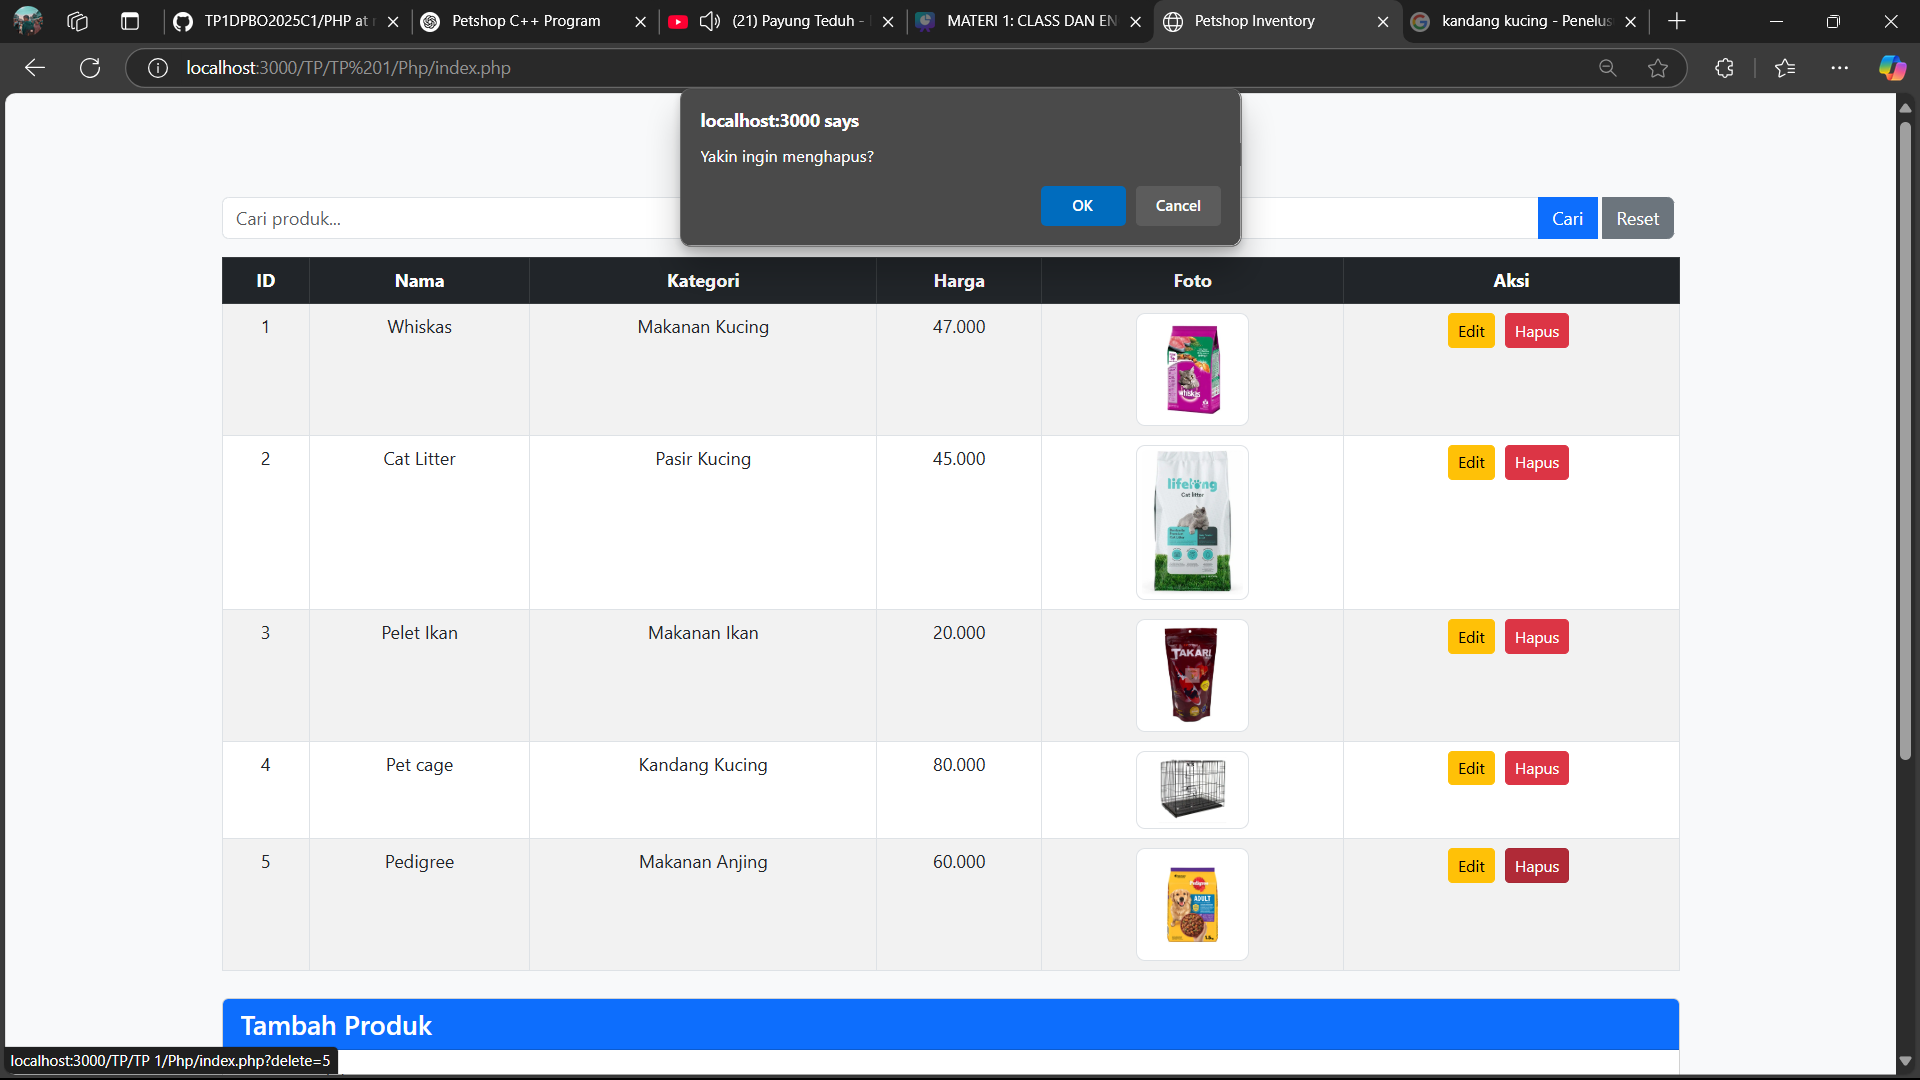 TP1DPBO2025C1/PHP at
Petshop C++ Program
(21) Payung Teduh -
MATERI 1: CLASS DAN EN
Petshop Inventory
kandang kucing - Penelus
localhost:3000/TP/TP%201/Php/index.php
localhost:3000 says
Yakin ingin menghapus?
OK
Cancel
Cari produk...
Cari
Reset
ID
Nama
Kategori
Harga
Foto
Aksi
1
Whiskas
Makanan Kucing
47.000
whiskas
Edit
Hapus
2
Cat Litter
Pasir Kucing
45.000
lifelong
Cat litter
Edit
Hapus
3
Pelet Ikan
Makanan Ikan
20.000
TAKARI
Edit
Hapus
4
Pet cage
Kandang Kucing
80.000
Edit
Hapus
5
Pedigree
Makanan Anjing
60.000
Pedigree
ADULT
Edit
Hapus
Tambah Produk
localhost:3000/TP/TP 1/Php/index.php?delete=5